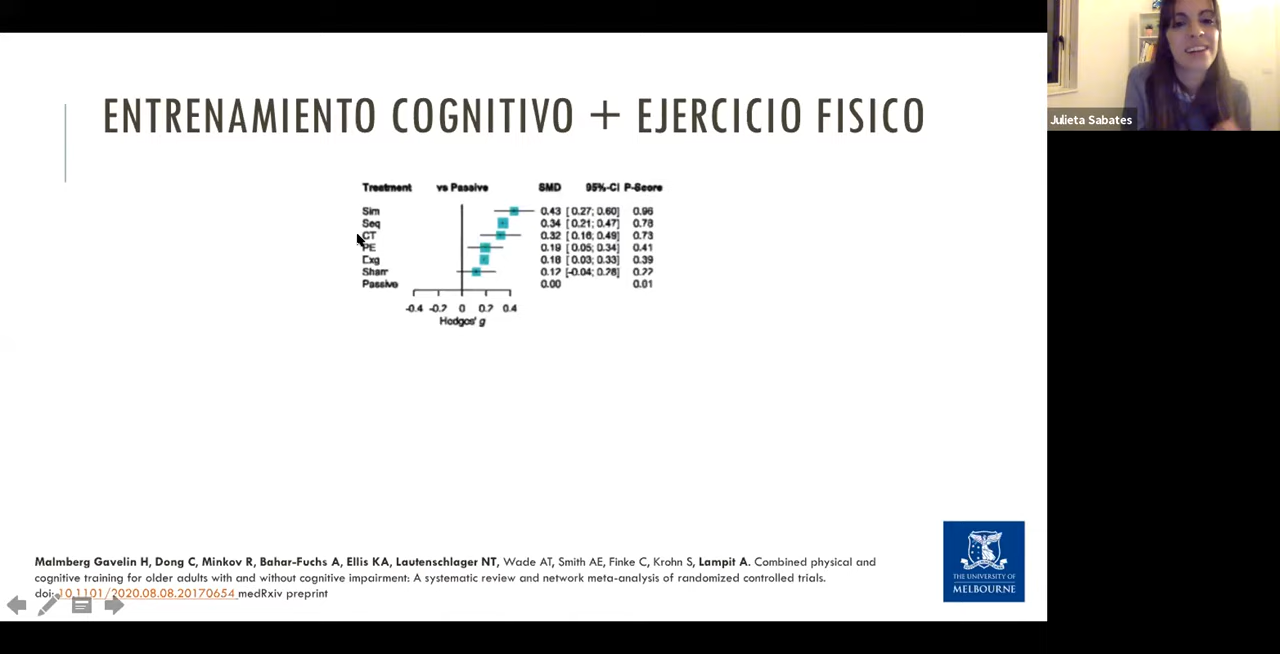 ENTRENAMIENTO COGNITIVO + EJERCICIO FISICO
Julieta Sabates
Treatment vs Passive SMD 95%-CI P-Score
Sim 0.43 [ 0.27; 0.60] 0.96
Seq 0.34 [ 0.21; 0.47] 0.78
CT 0.32 [ 0.16; 0.49] 0.73
PE 0.19 [ 0.05; 0.34] 0.41
Exg 0.18 [ 0.03; 0.33] 0.39
Sham 0.12 [-0.04; 0.28] 0.22
Passive 0.00 0.01
-0.4 -0.2 0 0.2 0.4
Hedges' g
Malmberg Gavelin H, Dong C, Minkov R, Bahar-Fuchs A, Ellis KA, Lautenschlager NT, Wade AT, Smith AE, Finke C, Krohn S, Lampit A. Combined physical and
cognitive training for older adults with and without cognitive impairment: A systematic review and network meta-analysis of randomized controlled trials.
doi: 10.1101/2020.08.08.20170654 medRxiv preprint
THE UNIVERSITY OF
MELBOURNE